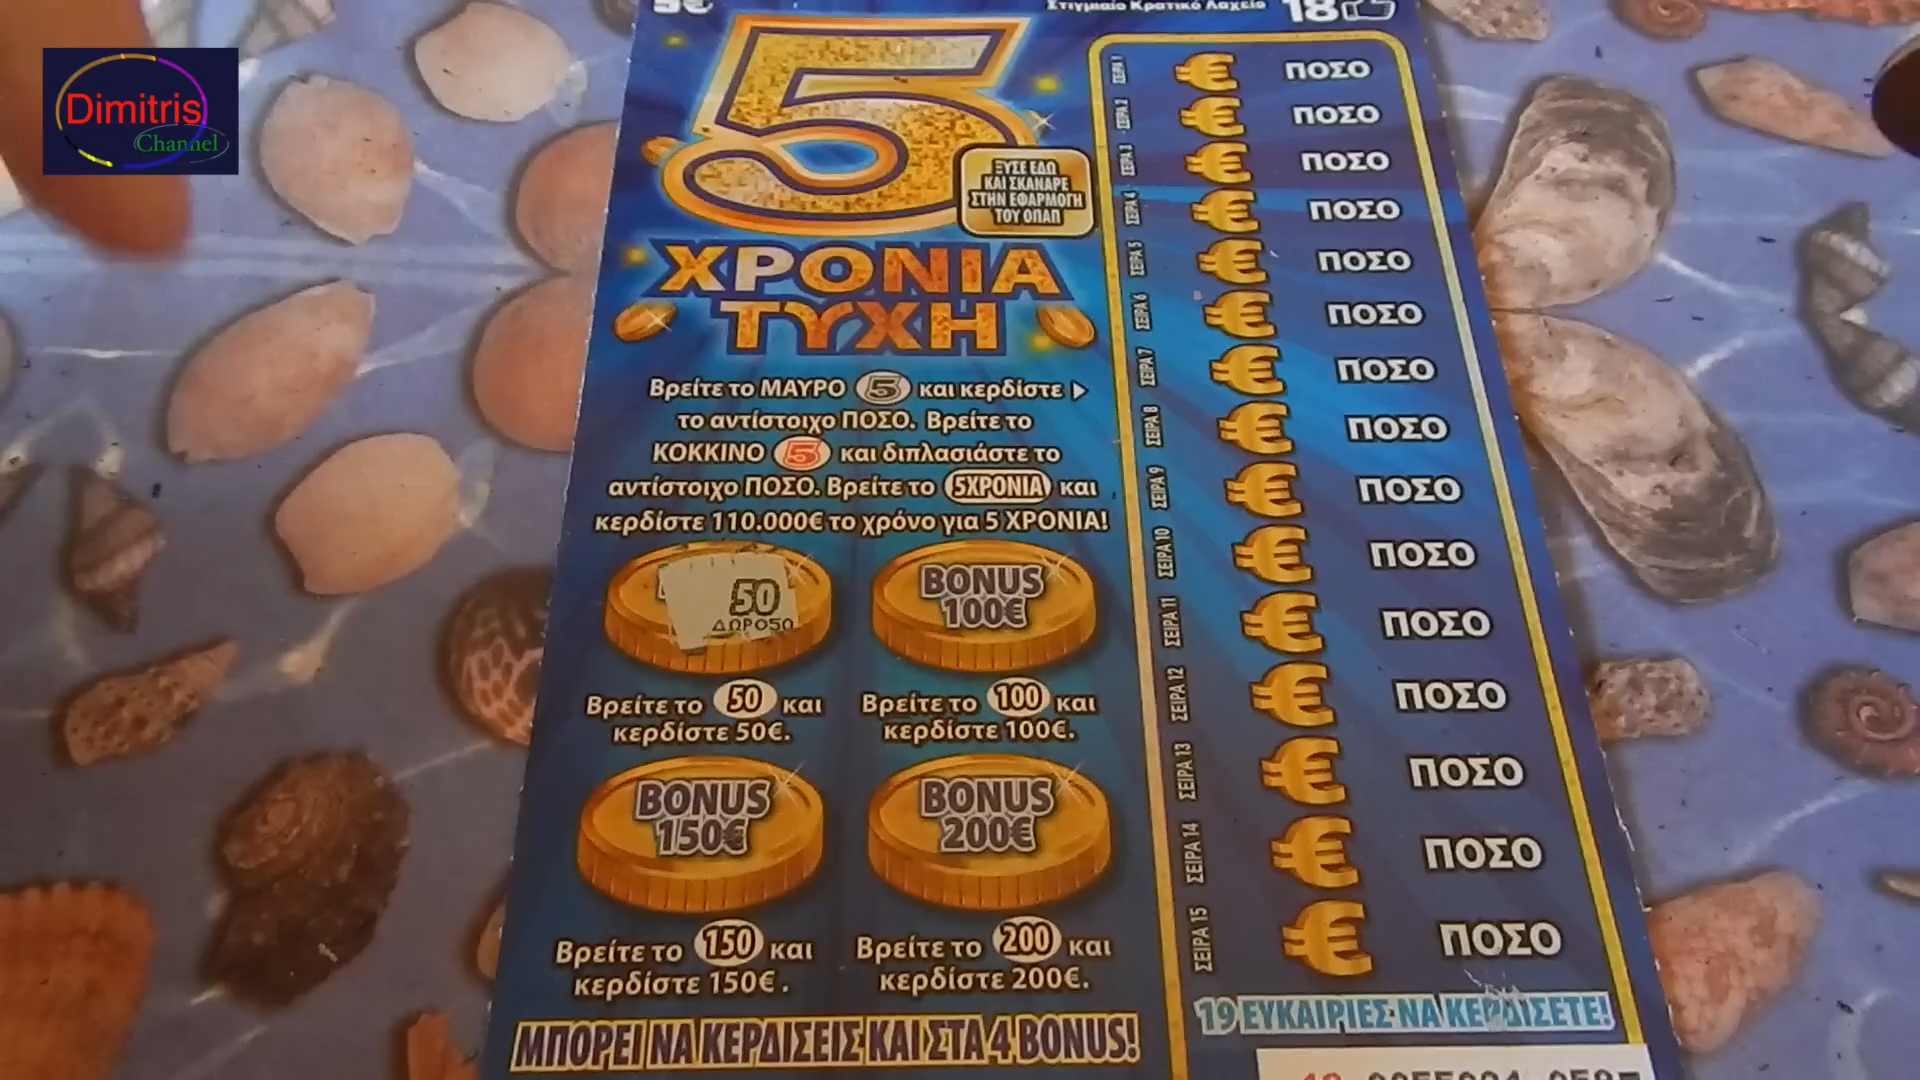 Dimitris
Channel
5€
Στιγμιαίο Κρατικό Λαχείο
18
5
ΞΥΣΕ ΕΔΩ
ΚΑΙ ΣΚΑΝΑΡΕ
ΣΤΗΝ ΕΦΑΡΜΟΓΗ
ΤΟΥ ΟΠΑΠ
ΧΡΟΝΙΑ
ΤΥΧΗ
Βρείτε το ΜΑΥΡΟ 5 και κερδίστε
το αντίστοιχο ΠΟΣΟ. Βρείτε το
ΚΟΚΚΙΝΟ 5 και διπλασιάστε το
αντίστοιχο ΠΟΣΟ. Βρείτε το 5ΧΡΟΝΙΑ και
κερδίστε 110.000€ το χρόνο για 5 ΧΡΟΝΙΑ!
50
ΔΩΡΟ50
BONUS
100€
Βρείτε το 50 και
κερδίστε 50€.
Βρείτε το 100 και
κερδίστε 100€.
BONUS
150€
BONUS
200€
Βρείτε το 150 και
κερδίστε 150€.
Βρείτε το 200 και
κερδίστε 200€.
ΜΠΟΡΕΙ ΝΑ ΚΕΡΔΙΣΕΙΣ ΚΑΙ ΣΤΑ 4 BONUS!
ΣΕΙΡΑ 1 € ΠΟΣΟ
ΣΕΙΡΑ 2 € ΠΟΣΟ
ΣΕΙΡΑ 3 € ΠΟΣΟ
ΣΕΙΡΑ 4 € ΠΟΣΟ
ΣΕΙΡΑ 5 € ΠΟΣΟ
ΣΕΙΡΑ 6 € ΠΟΣΟ
ΣΕΙΡΑ 7 € ΠΟΣΟ
ΣΕΙΡΑ 8 € ΠΟΣΟ
ΣΕΙΡΑ 9 € ΠΟΣΟ
ΣΕΙΡΑ 10 € ΠΟΣΟ
ΣΕΙΡΑ 11 € ΠΟΣΟ
ΣΕΙΡΑ 12 € ΠΟΣΟ
ΣΕΙΡΑ 13 € ΠΟΣΟ
ΣΕΙΡΑ 14 € ΠΟΣΟ
ΣΕΙΡΑ 15 € ΠΟΣΟ
19 ΕΥΚΑΙΡΙΕΣ ΝΑ ΚΕΡΔΙΣΕΤΕ!